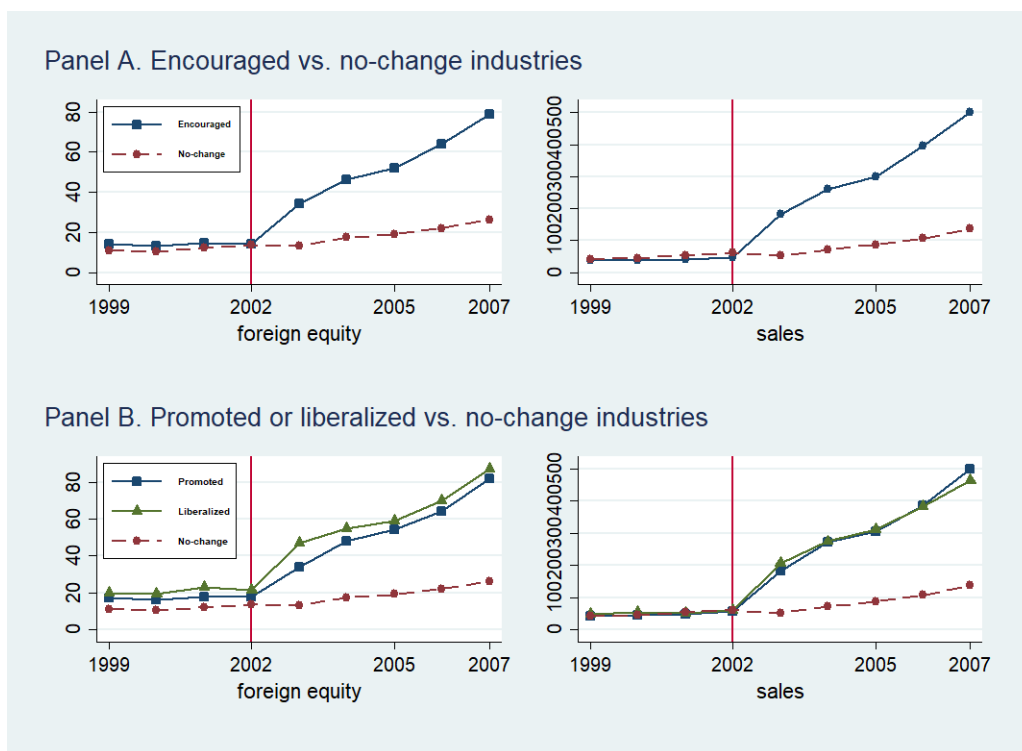 Panel A. Encouraged vs. no-change industries
80
60
40
20
0
Encouraged
No-change
1999 2002 2005 2007
foreign equity
0 100200300400500
1999 2002 2005 2007
sales
Panel B. Promoted or liberalized vs. no-change industries
80
60
40
20
0
Promoted
Liberalized
No-change
1999 2002 2005 2007
foreign equity
0 100200300400500
1999 2002 2005 2007
sales